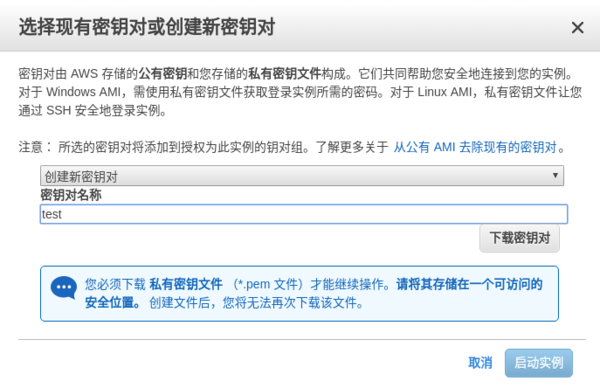 选择现有密钥对或创建新密钥对
密钥对由 AWS 存储的公有密钥和您存储的私有密钥文件构成。它们共同帮助您安全地连接到您的实例。
对于 Windows AMI，需使用私有密钥文件获取登录实例所需的密码。对于 Linux AMI，私有密钥文件让您
通过 SSH 安全地登录实例。
注意： 所选的密钥对将添加到授权为此实例的钥对组。了解更多关于 从公有 AMI 去除现有的密钥对。
创建新密钥对
密钥对名称
test
下载密钥对
您必须下载 私有密钥文件 （*.pem 文件）才能继续操作。请将其存储在一个可访问的
安全位置。 创建文件后，您将无法再次下载该文件。
取消 启动实例